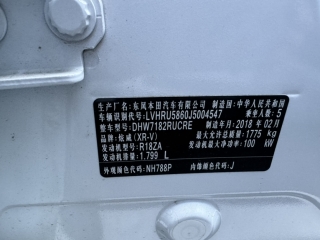 生产厂名: 东风本田汽车有限公司 制造国: 中华人民共和国
车辆识别代号: LVHRU5860J5004547 乘坐人数: 5
整车型号: DHW7182RUCRE 制造年月: 2018 年 02 月
品名: 炫威 (XR-V) 最大允许总质量: 1775 kg
发动机型号: R18ZA 发动机最大净功率: 100 kW
发动机排量: 1.799 L
外观颜色代码: NH788P 内饰颜色代码: J